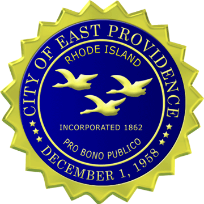 CITY OF EAST PROVIDENCE
RHODE ISLAND
INCORPORATED 1862
PRO BONO PUBLICO
DECEMBER 1, 1958